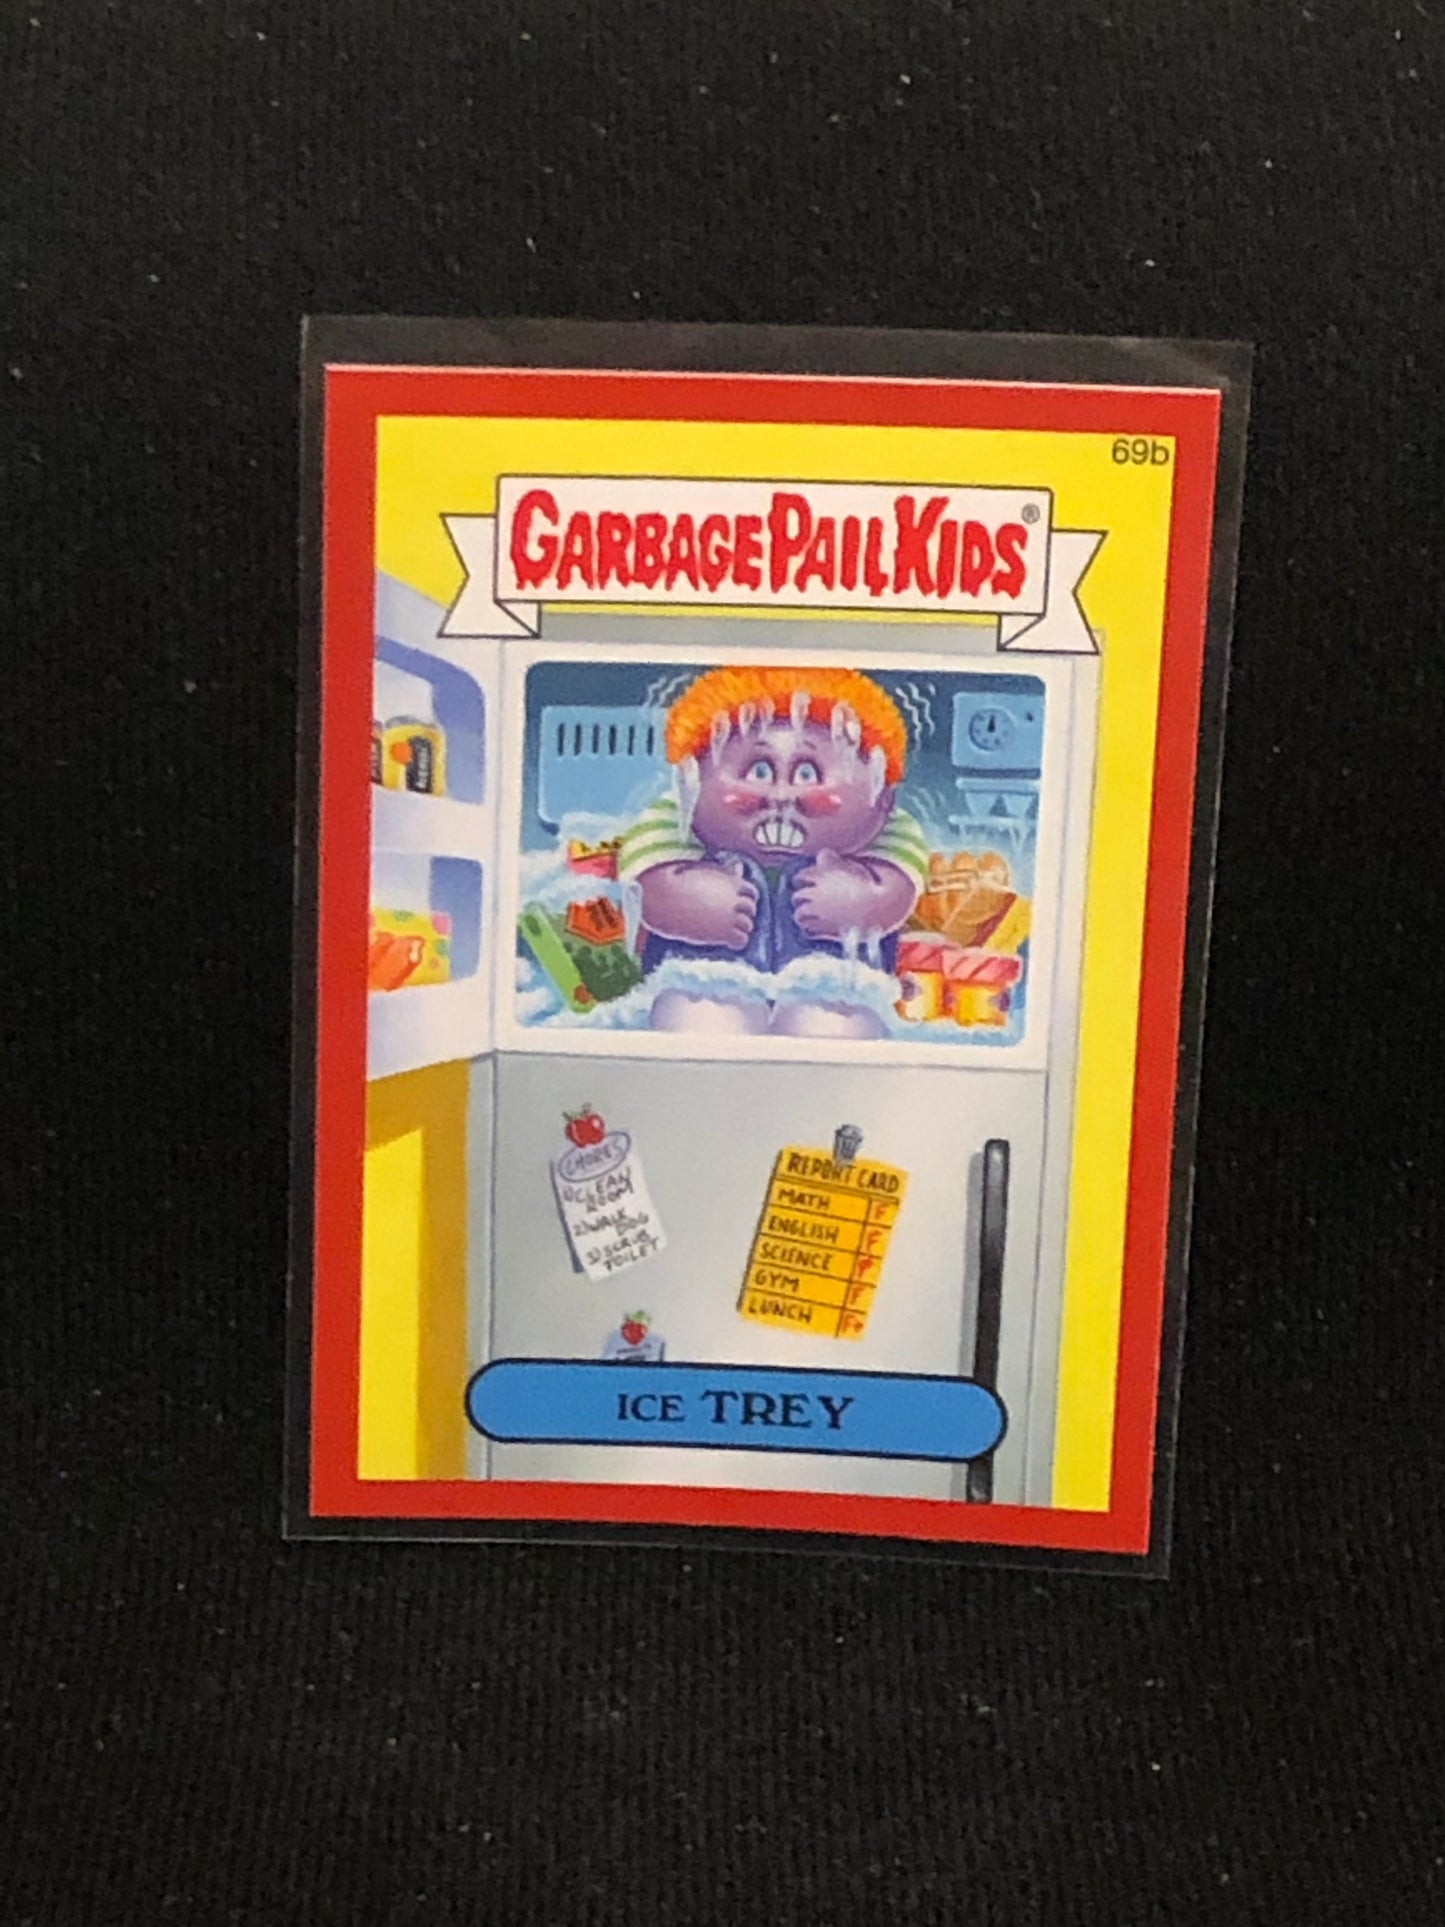 69b
GARBAGE PAIL KIDS®
CHORES
1) CLEAN
ROOM
2) WALK
DOG
3) SCRUB
TOILET
REPORT CARD
MATH F
ENGLISH F
SCIENCE
GYM F
LUNCH F+
ICE TREY